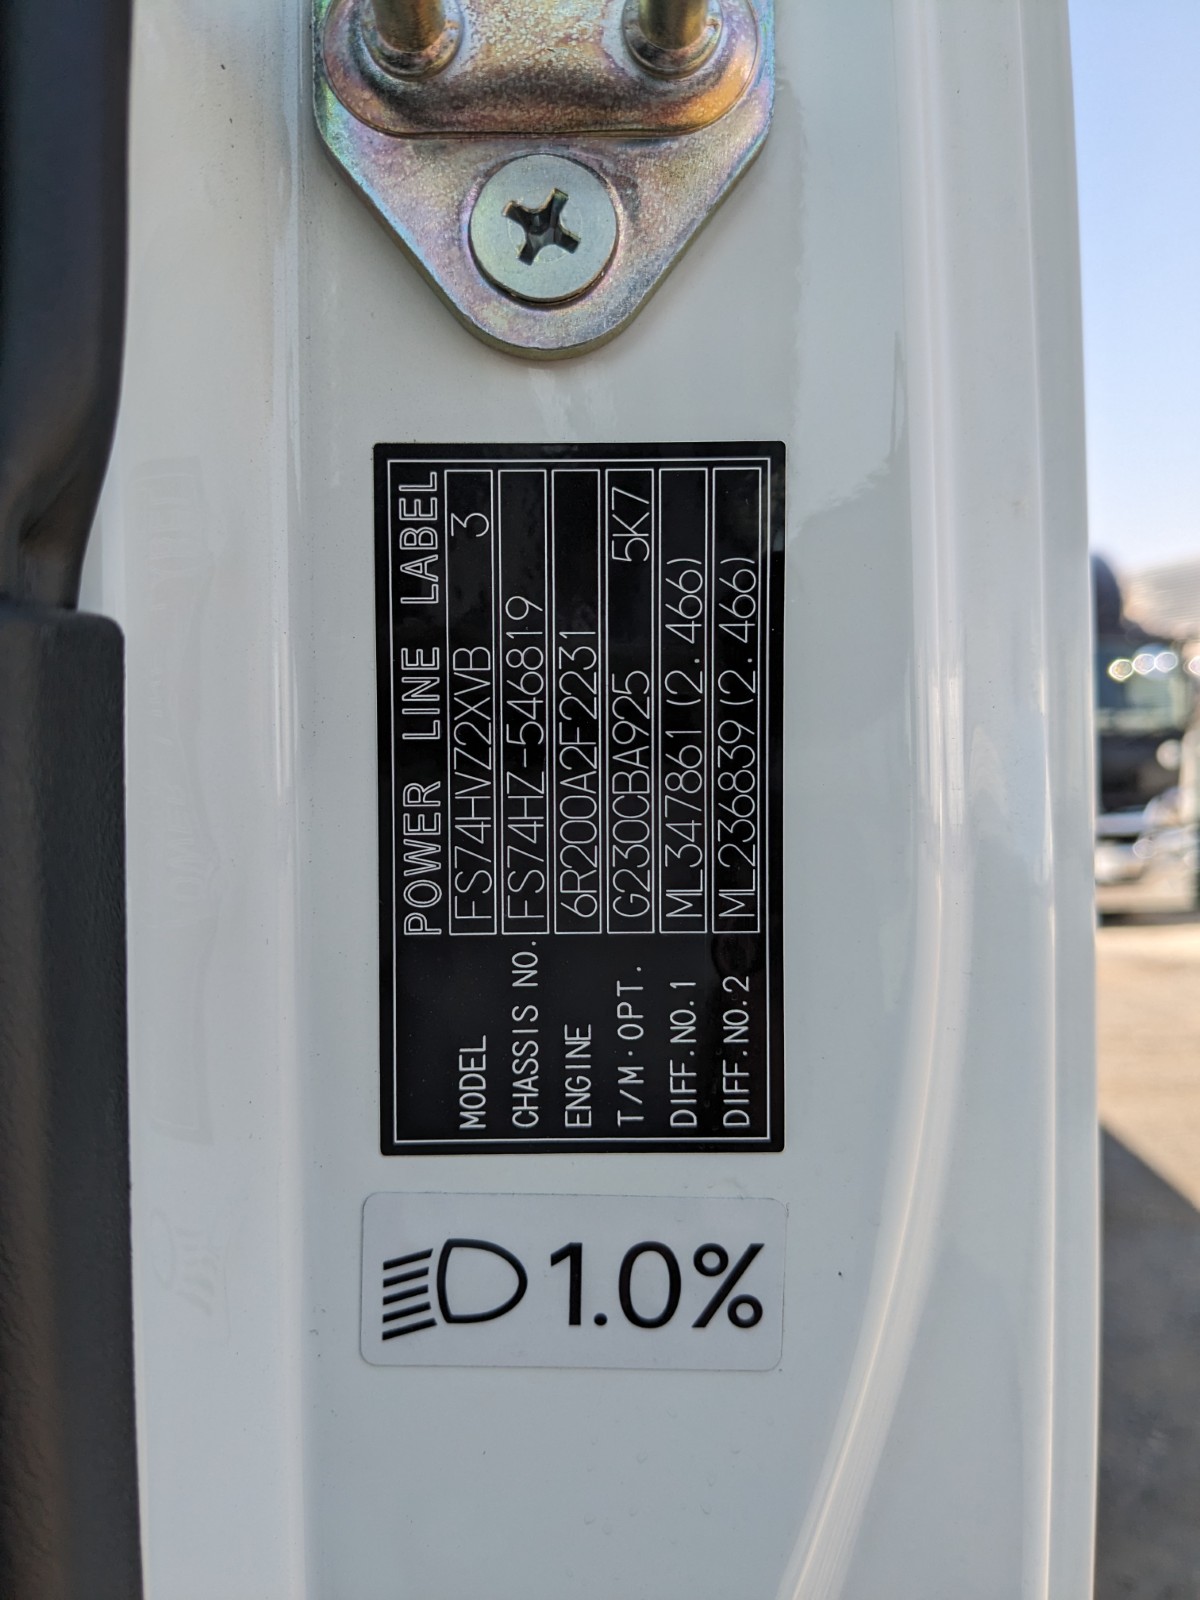 POWER LINE LABEL
MODEL FS74HVZ2XVB 3
CHASSIS NO. FS74HZ-546819
ENGINE 6R200A2F2231
T/M·OPT. G230CBA925 5K7
DIFF.NO.1 ML347861(2.466)
DIFF.NO.2 ML236839(2.466)
1.0%